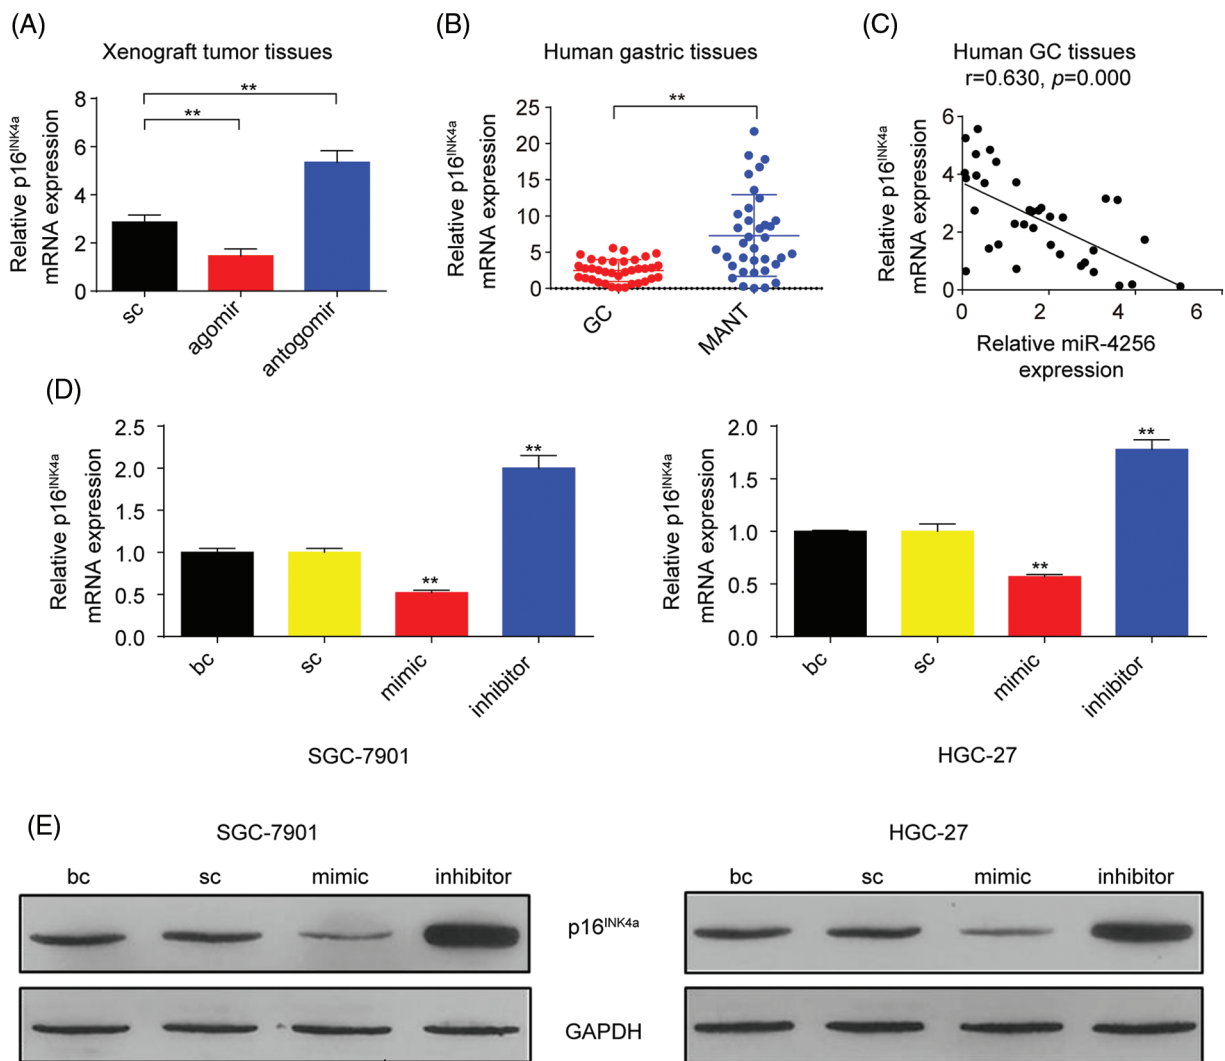 (A)
Xenograft tumor tissues
Relative p16INK4a
mRNA expression
8
6
4
2
0
**
**
sc
agomir
antogomir
(B)
Human gastric tissues
Relative p16INK4a
mRNA expression
25
20
15
10
5
0
**
GC
MANT
(C)
Human GC tissues
r=0.630, p=0.000
Relative p16INK4a
mRNA expression
6
4
2
0
0 2 4 6
Relative miR-4256
expression
(D)
Relative p16INK4a
mRNA expression
2.5
2.0
1.5
1.0
0.5
0.0
**
**
bc
sc
mimic
inhibitor
SGC-7901
Relative p16INK4a
mRNA expression
2.0
1.5
1.0
0.5
0.0
**
**
bc
sc
mimic
inhibitor
HGC-27
(E)
SGC-7901
bc sc mimic inhibitor
HGC-27
bc sc mimic inhibitor
p16INK4a
GAPDH